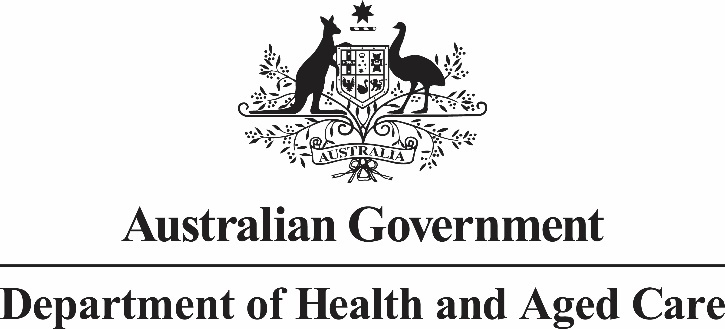 AUSTRALIA
Australian Government
Department of Health and Aged Care